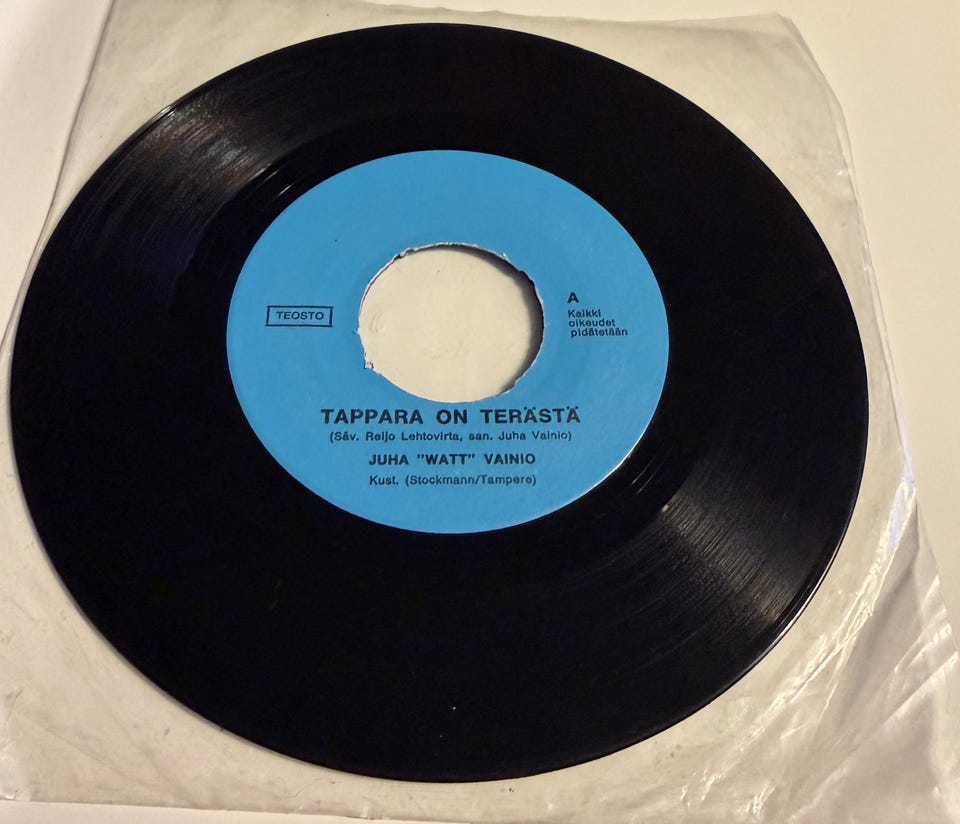 TEOSTO
A
Kaikki
oikeudet
pidätetään
TAPPARA ON TERÄSTÄ
(Säv. Reijo Lehtovirta, san. Juha Vainio)
JUHA "WATT" VAINIO
Kust. (Stockmann/Tampere)